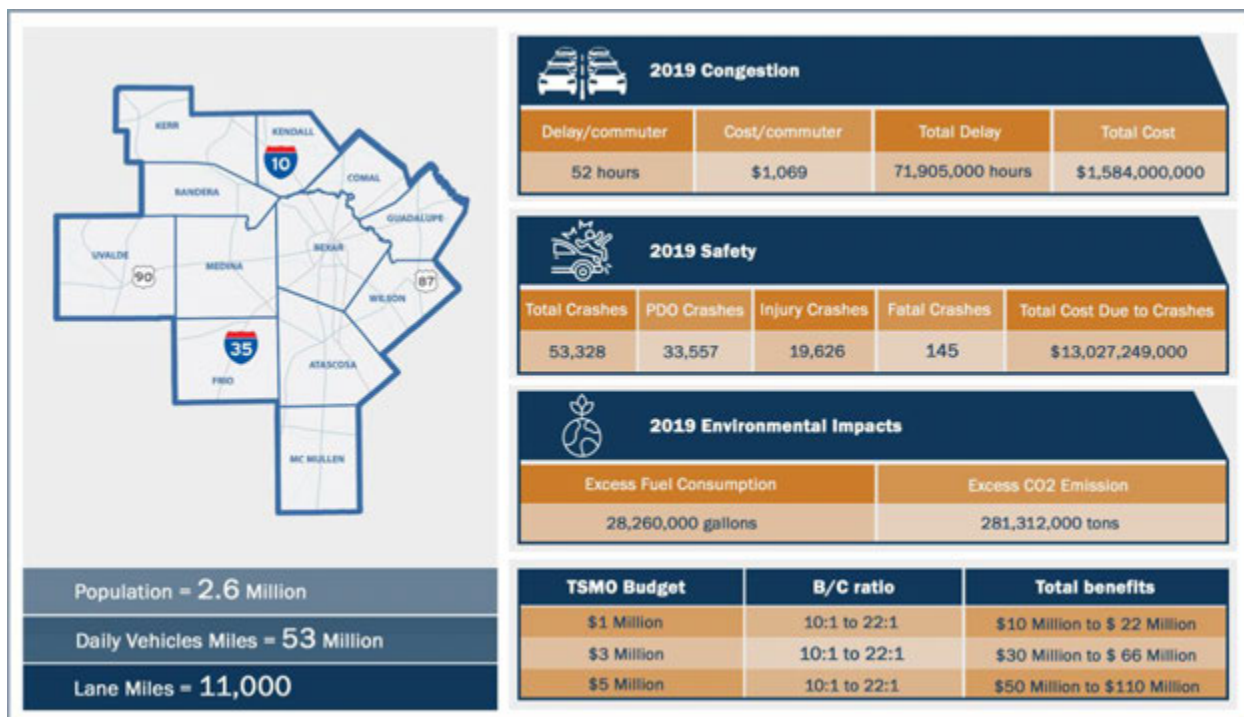 KERR
KENDALL
10
COMAL
BANDERA
GUADALUPE
UVALDE
90
MEDINA
BEXAR
87
WILSON
35
FRIO
ATASCOSA
MC MULLEN
Population = 2.6 Million
Daily Vehicles Miles = 53 Million
Lane Miles = 11,000
2019 Congestion
Delay/commuter Cost/commuter Total Delay Total Cost
52 hours $1,069 71,905,000 hours $1,584,000,000
2019 Safety
Total Crashes PDO Crashes Injury Crashes Fatal Crashes Total Cost Due to Crashes
53,328 33,557 19,626 145 $13,027,249,000
2019 Environmental Impacts
Excess Fuel Consumption Excess CO2 Emission
28,260,000 gallons 281,312,000 tons
TSMO Budget B/C ratio Total benefits
$1 Million 10:1 to 22:1 $10 Million to $ 22 Million
$3 Million 10:1 to 22:1 $30 Million to $ 66 Million
$5 Million 10:1 to 22:1 $50 Million to $110 Million